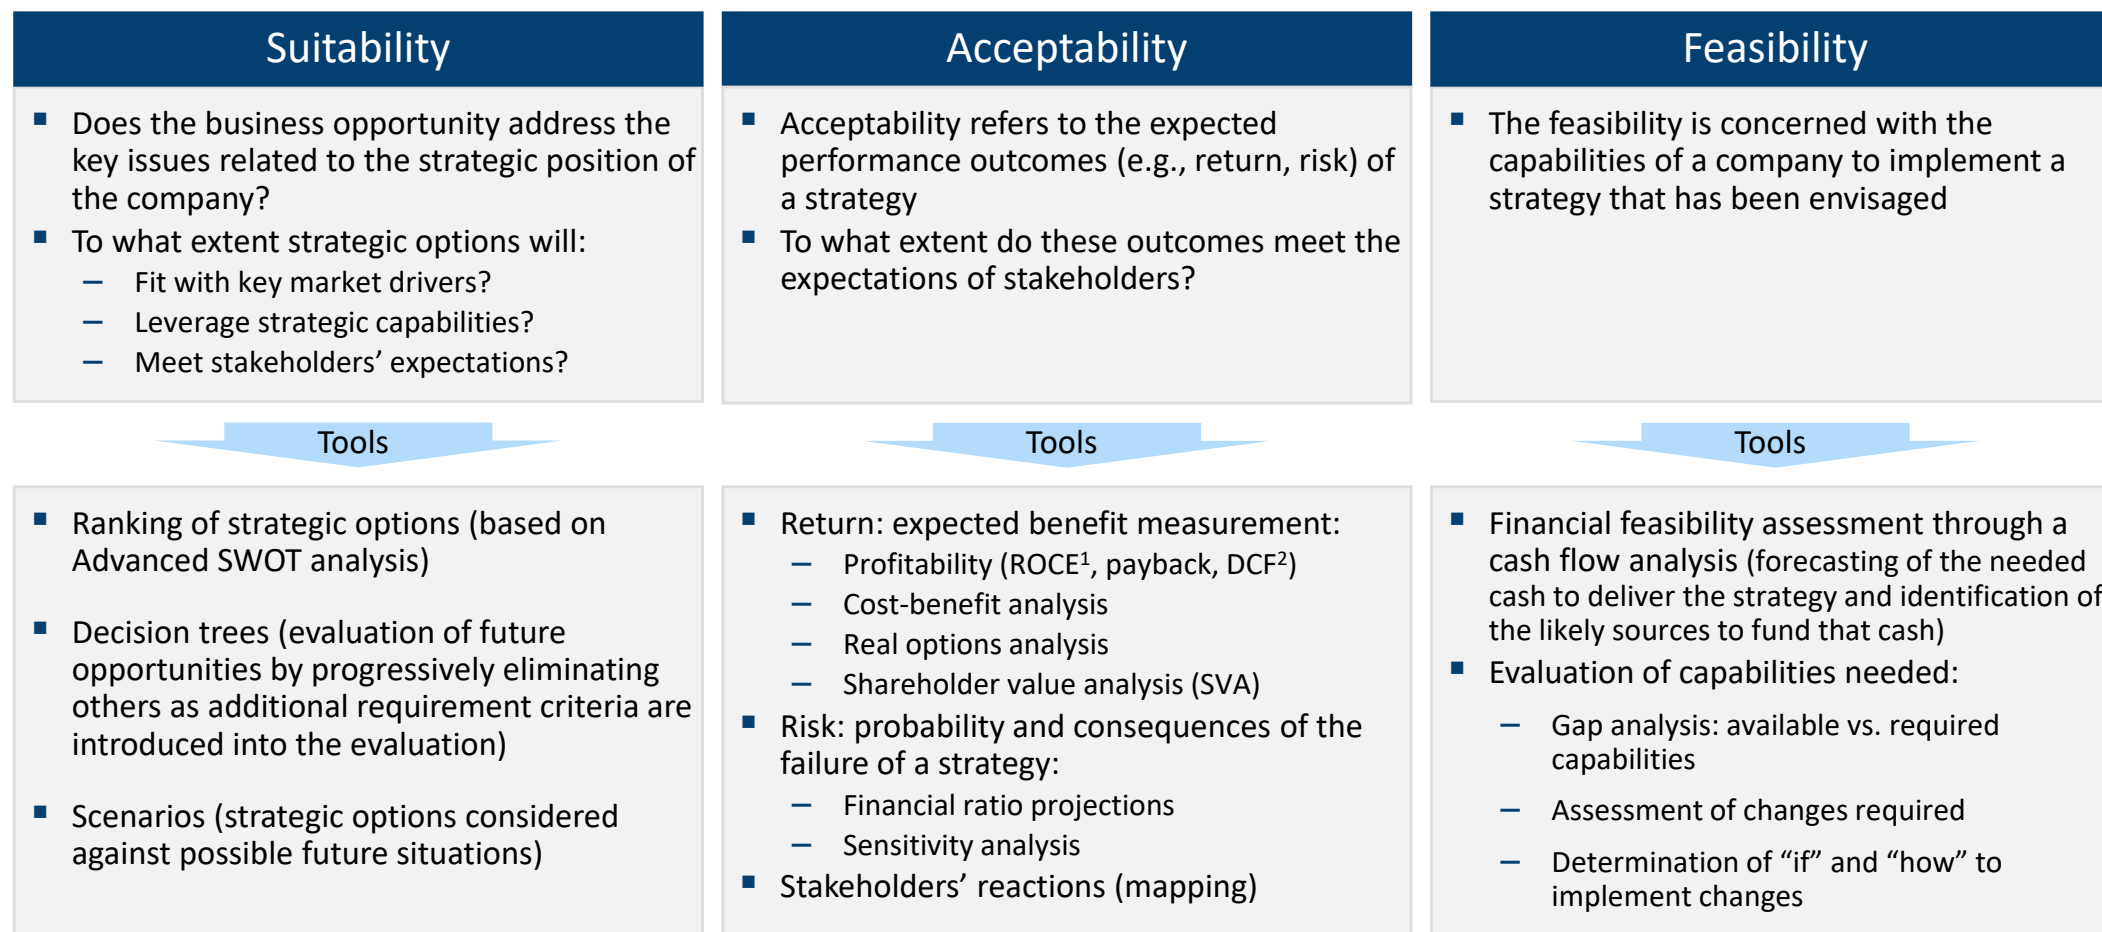 Suitability
Does the business opportunity address the
key issues related to the strategic position of
the company?
To what extent strategic options will:
Fit with key market drivers?
Leverage strategic capabilities?
Meet stakeholders’ expectations?
Tools
Ranking of strategic options (based on
Advanced SWOT analysis)
Decision trees (evaluation of future
opportunities by progressively eliminating
others as additional requirement criteria are
introduced into the evaluation)
Scenarios (strategic options considered
against possible future situations)
Acceptability
Acceptability refers to the expected
performance outcomes (e.g., return, risk) of
a strategy
To what extent do these outcomes meet the
expectations of stakeholders?
Tools
Return: expected benefit measurement:
Profitability (ROCE¹, payback, DCF²)
Cost-benefit analysis
Real options analysis
Shareholder value analysis (SVA)
Risk: probability and consequences of the
failure of a strategy:
Financial ratio projections
Sensitivity analysis
Stakeholders’ reactions (mapping)
Feasibility
The feasibility is concerned with the
capabilities of a company to implement a
strategy that has been envisaged
Tools
Financial feasibility assessment through a
cash flow analysis (forecasting of the needed
cash to deliver the strategy and identification of
the likely sources to fund that cash)
Evaluation of capabilities needed:
Gap analysis: available vs. required
capabilities
Assessment of changes required
Determination of “if” and “how” to
implement changes